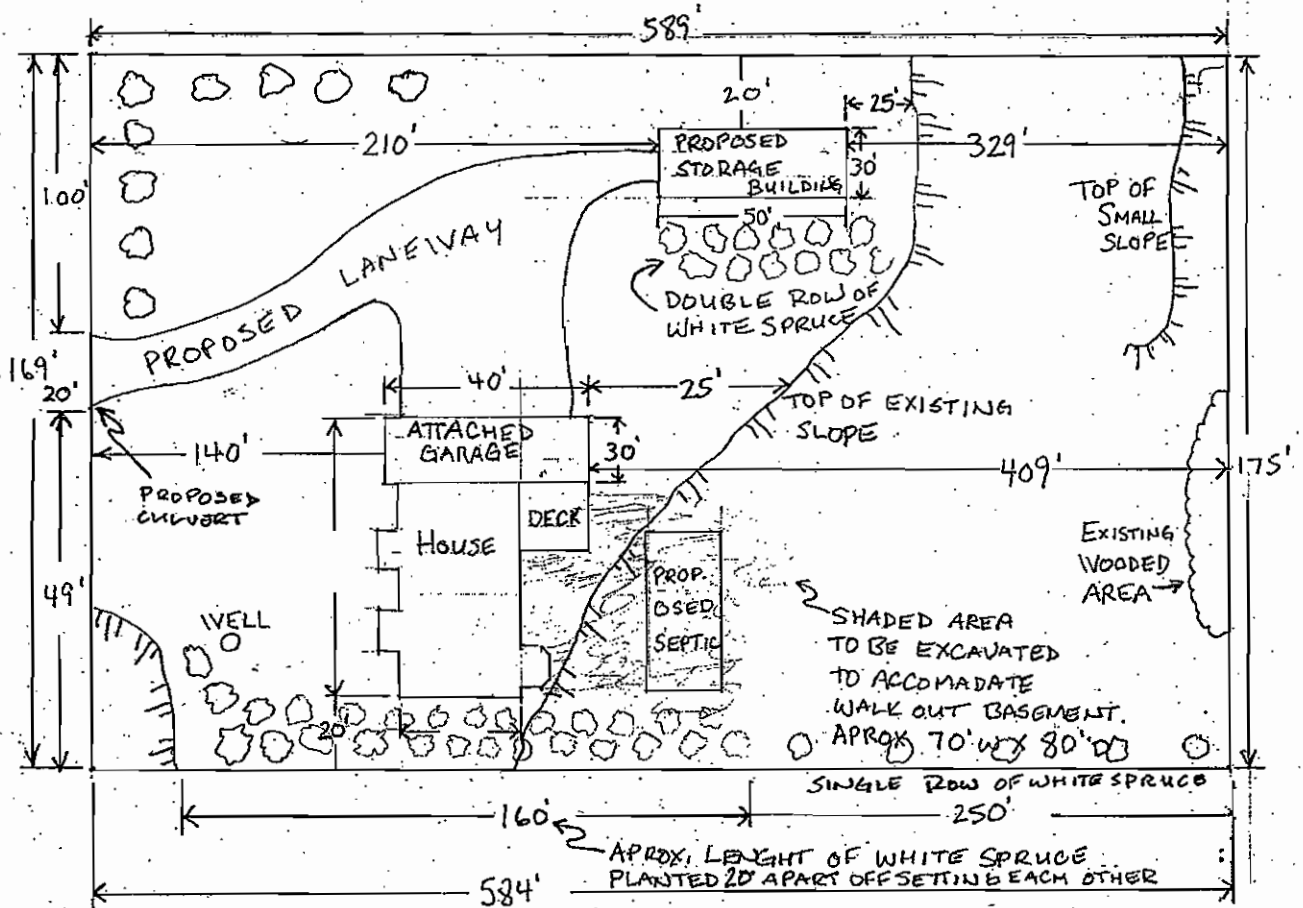 589'
20'
25'
210'
PROPOSED
STORAGE
BUILDING
30'
329'
100'
50'
TOP OF
SMALL
SLOPE
PROPOSED LANEWAY
DOUBLE ROW OF
WHITE SPRUCE
169'
20'
40'
25'
TOP OF EXISTING
SLOPE
ATTACHED
GARAGE
30'
140'
409'
175'
PROPOSED
CULVERT
DECK
HOUSE
EXISTING
WOODED
AREA
49'
PROP-
OSED
SEPTIC
WELL
SHADED AREA
TO BE EXCAVATED
TO ACCOMADATE
WALK OUT BASEMENT.
APROX 70' W X 80' D
20'
SINGLE ROW OF WHITE SPRUCE
160'
250'
APROX. LENGHT OF WHITE SPRUCE
PLANTED 20' APART OFFSETTING EACH OTHER
584'